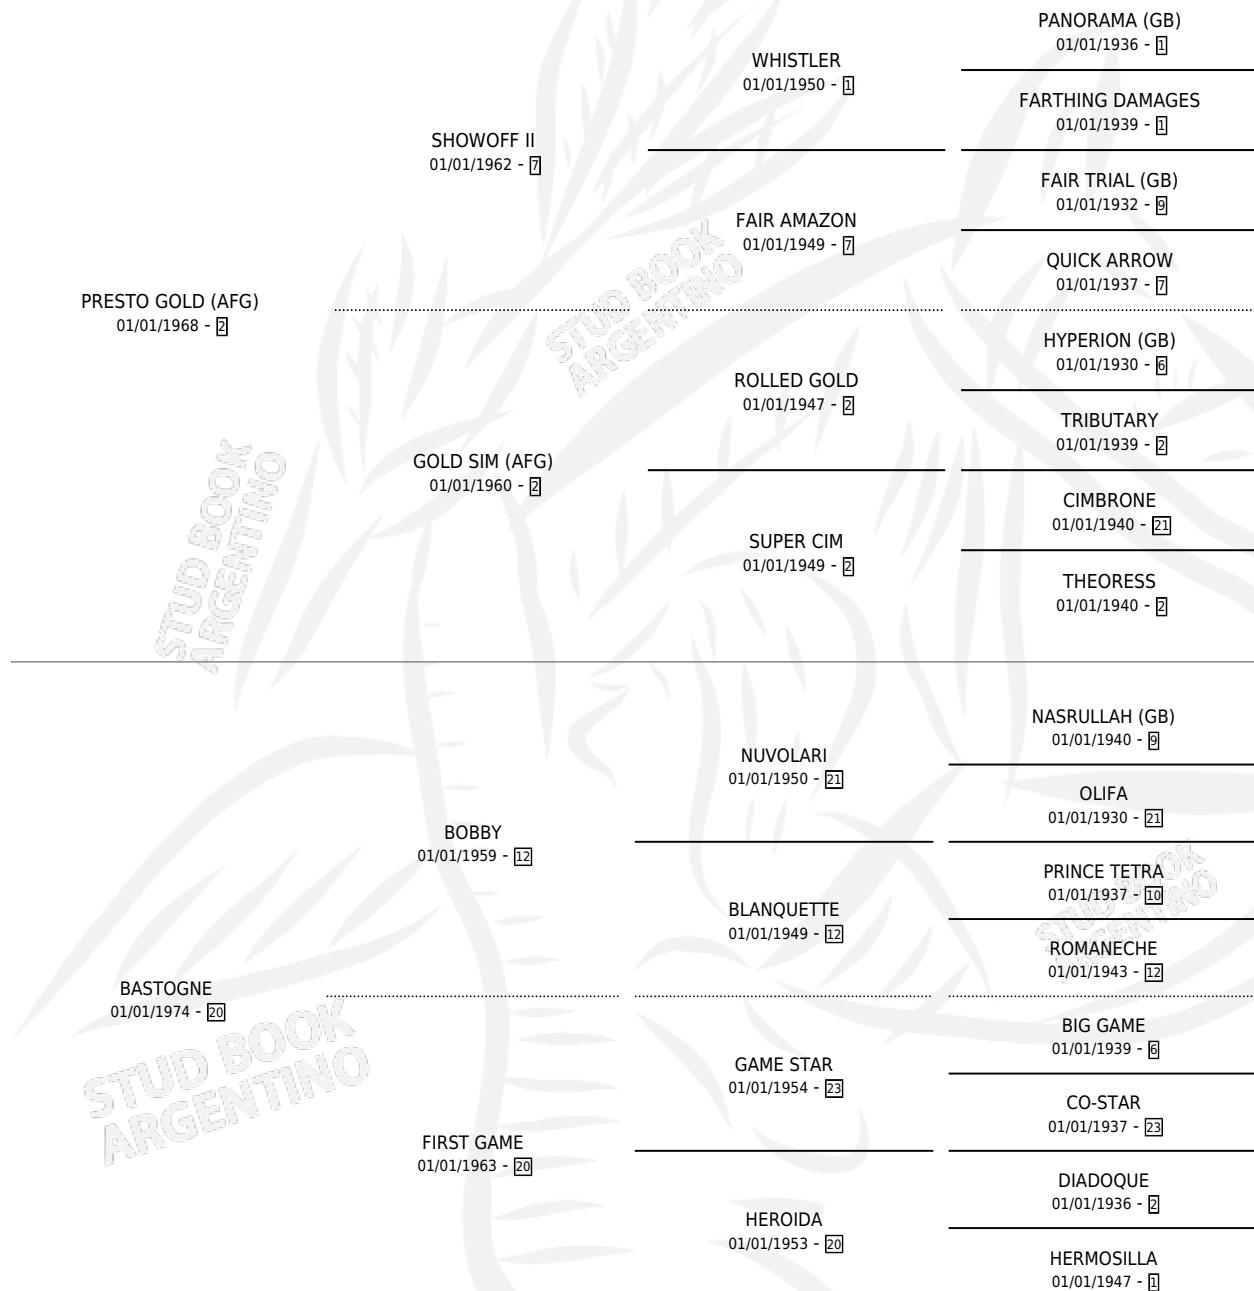 PANORAMA (GB)
01/01/1936 - 1
WHISTLER
01/01/1950 - 1
FARTHING DAMAGES
01/01/1939 - 1
SHOWOFF II
01/01/1962 - 7
FAIR TRIAL (GB)
01/01/1932 - 9
FAIR AMAZON
01/01/1949 - 7
QUICK ARROW
01/01/1937 - 7
PRESTO GOLD (AFG)
01/01/1968 - 2
HYPERION (GB)
01/01/1930 - 6
ROLLED GOLD
01/01/1947 - 2
TRIBUTARY
01/01/1939 - 2
GOLD SIM (AFG)
01/01/1960 - 2
CIMBRONE
01/01/1940 - 21
SUPER CIM
01/01/1949 - 2
THEORESS
01/01/1940 - 2
NASRULLAH (GB)
01/01/1940 - 9
NUVOLARI
01/01/1950 - 21
OLIFA
01/01/1930 - 21
BOBBY
01/01/1959 - 12
PRINCE TETRA
01/01/1937 - 10
BLANQUETTE
01/01/1949 - 12
ROMANECHE
01/01/1943 - 12
BASTOGNE
01/01/1974 - 20
BIG GAME
01/01/1939 - 6
GAME STAR
01/01/1954 - 23
CO-STAR
01/01/1937 - 23
FIRST GAME
01/01/1963 - 20
DIADOQUE
01/01/1936 - 2
HEROIDA
01/01/1953 - 20
HERMOSILLA
01/01/1947 - 1
STUD BOOK
ARGENTINO
STUD BOOK
ARGENTINO
STUD BOOK
ARGENTINO
STUD BOOK
ARGENTINO